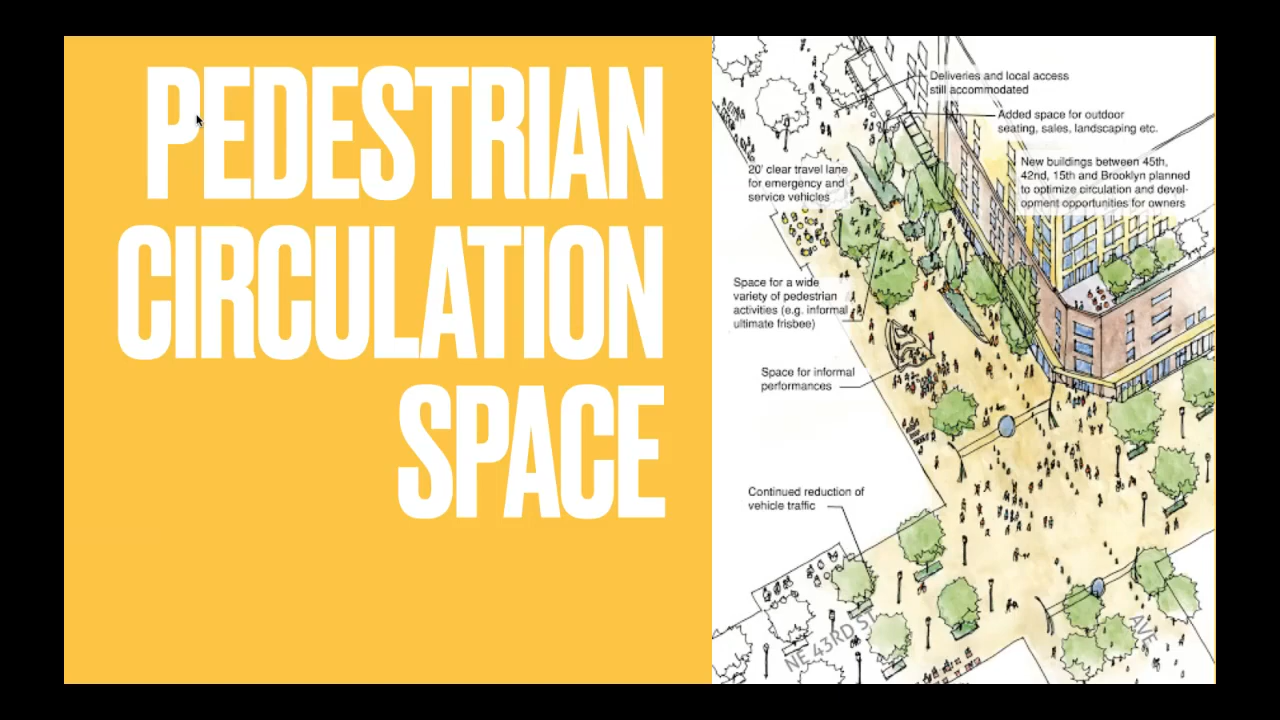 PEDESTRIAN
CIRCULATION
SPACE
Deliveries and local access
still accommodated
Added space for outdoor
seating, sales, landscaping etc.
New buildings between 45th,
42nd, 15th and Brooklyn planned
to optimize circulation and devel-
opment opportunities for owners
20' clear travel lane
for emergency and
service vehicles
Space for a wide
variety of pedestrian
activities (e.g. informal
ultimate frisbee)
Space for informal
performances
Continued reduction of
vehicle traffic
NE 43RD ST
AVE